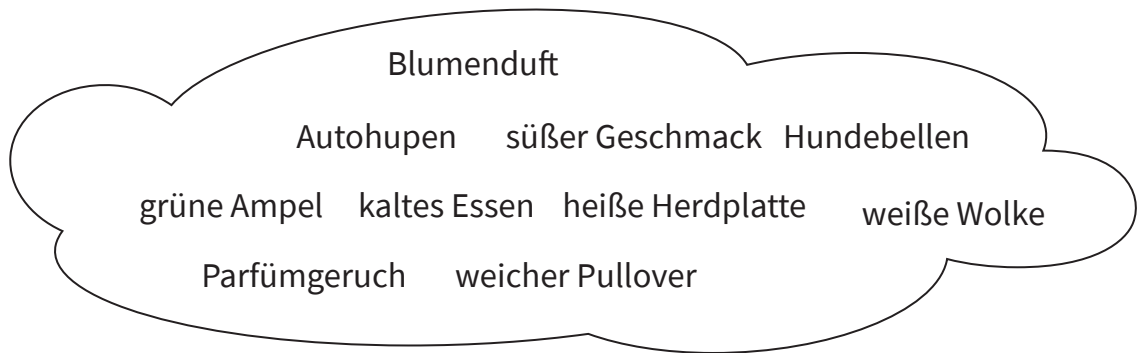 Blumenduft
Autohupen süßer Geschmack Hundebellen
grüne Ampel kaltes Essen heiße Herdplatte weiße Wolke
Parfümgeruch weicher Pullover